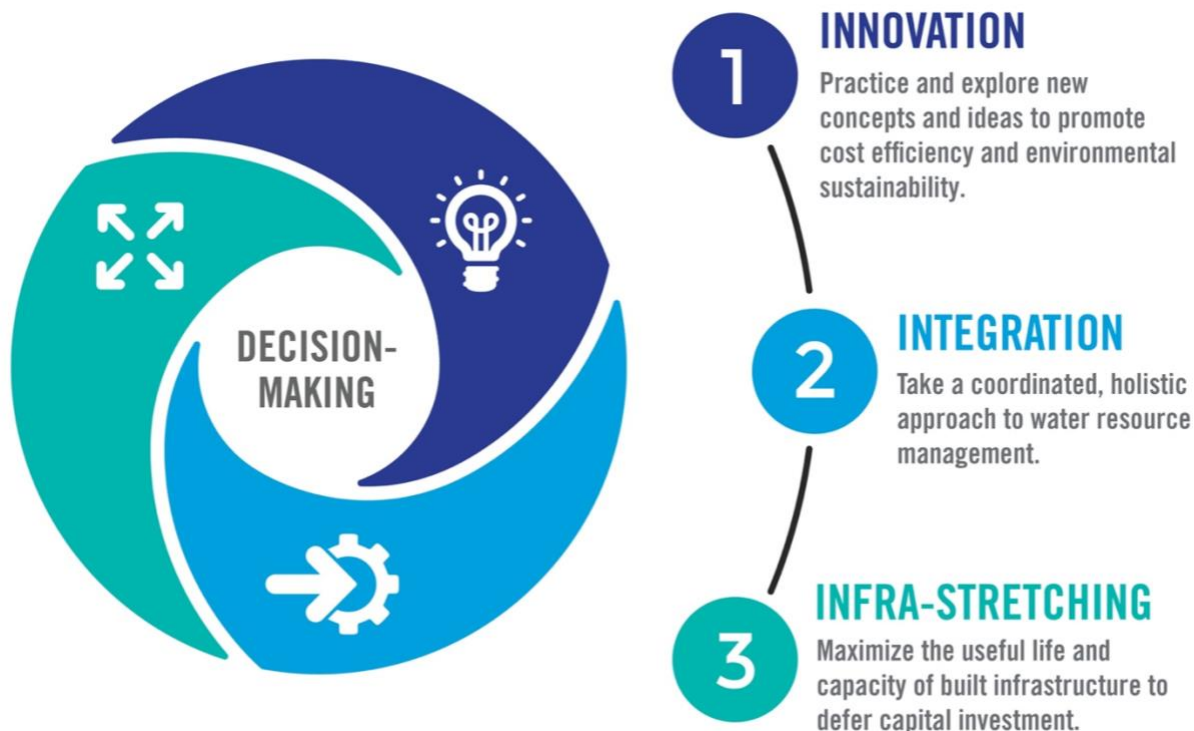 DECISION-
MAKING
1
INNOVATION
Practice and explore new
concepts and ideas to promote
cost efficiency and environmental
sustainability.
2
INTEGRATION
Take a coordinated, holistic
approach to water resource
management.
3
INFRA-STRETCHING
Maximize the useful life and
capacity of built infrastructure to
defer capital investment.